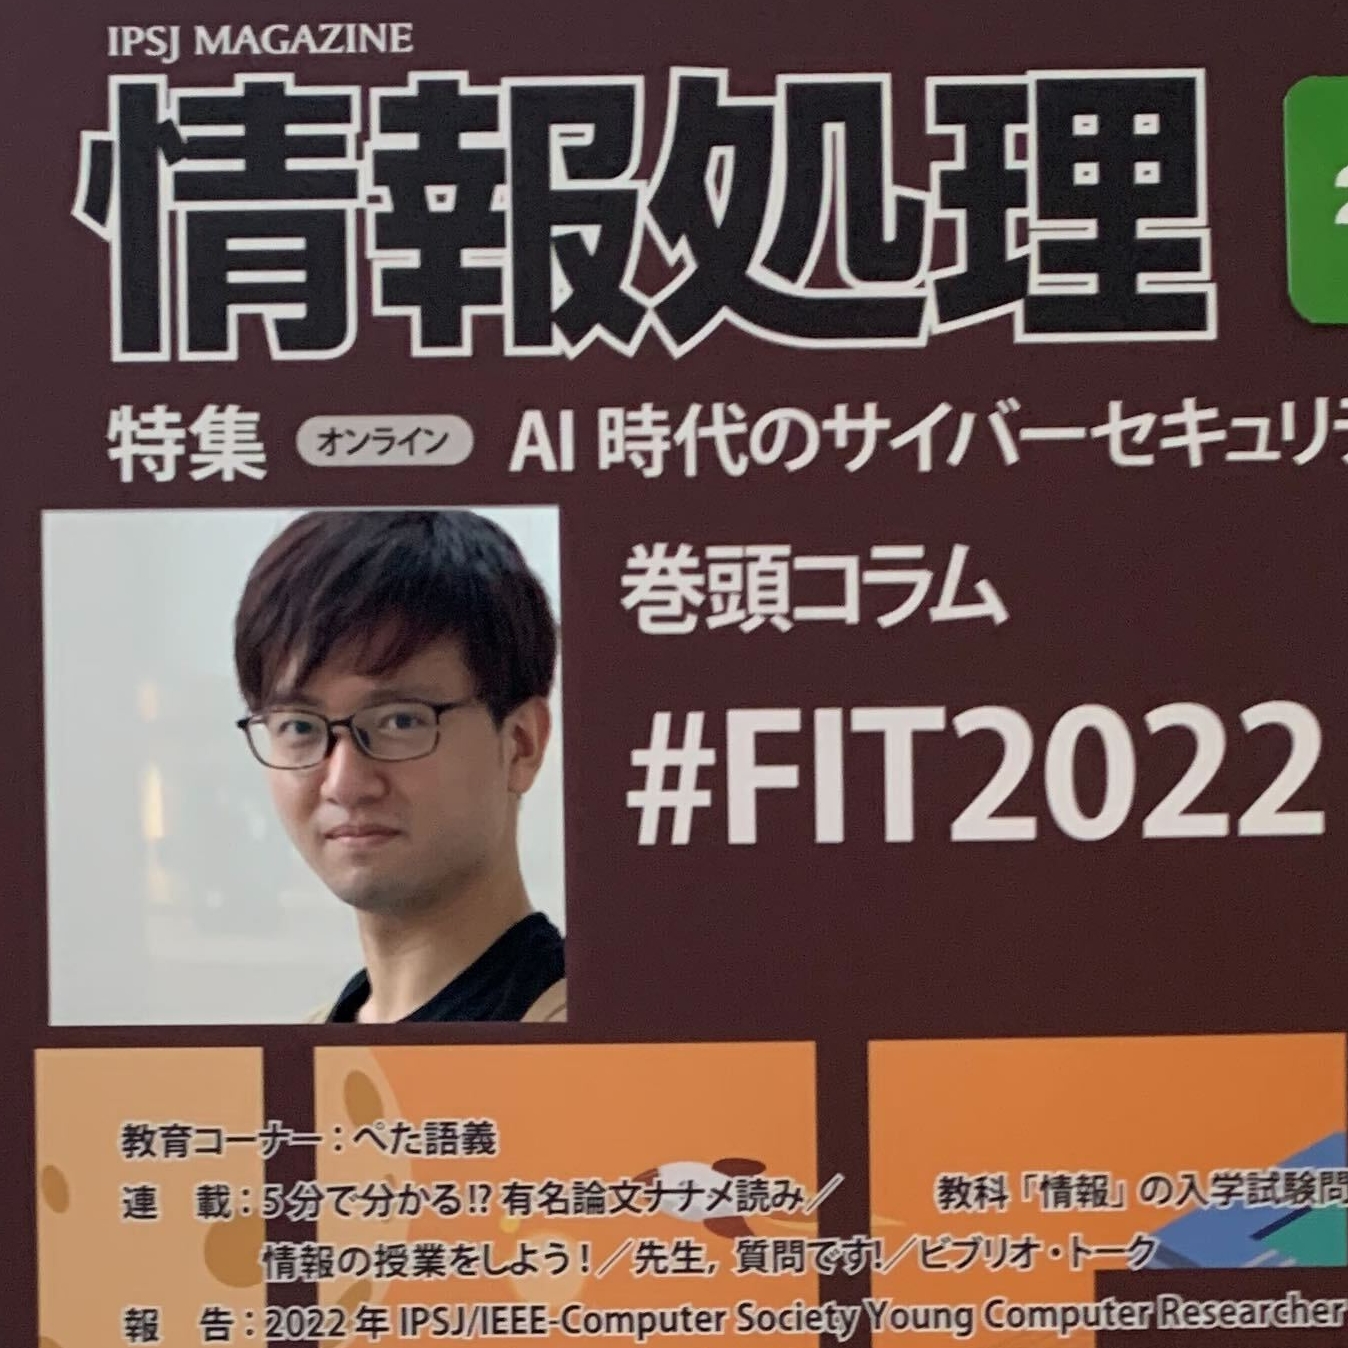 IPSJ MAGAZINE
情報処理
特集 オンライン AI 時代のサイバーセキュリテ
巻頭コラム
#FIT2022
教育コーナー：ぺた語義
連 載：5分で分かる!? 有名論文ナナメ読み／ 教科「情報」の入学試験問
情報の授業をしよう！／先生，質問です!／ビブリオ・トーク
報 告：2022年 IPSJ/IEEE-Computer Society Young Computer Researcher